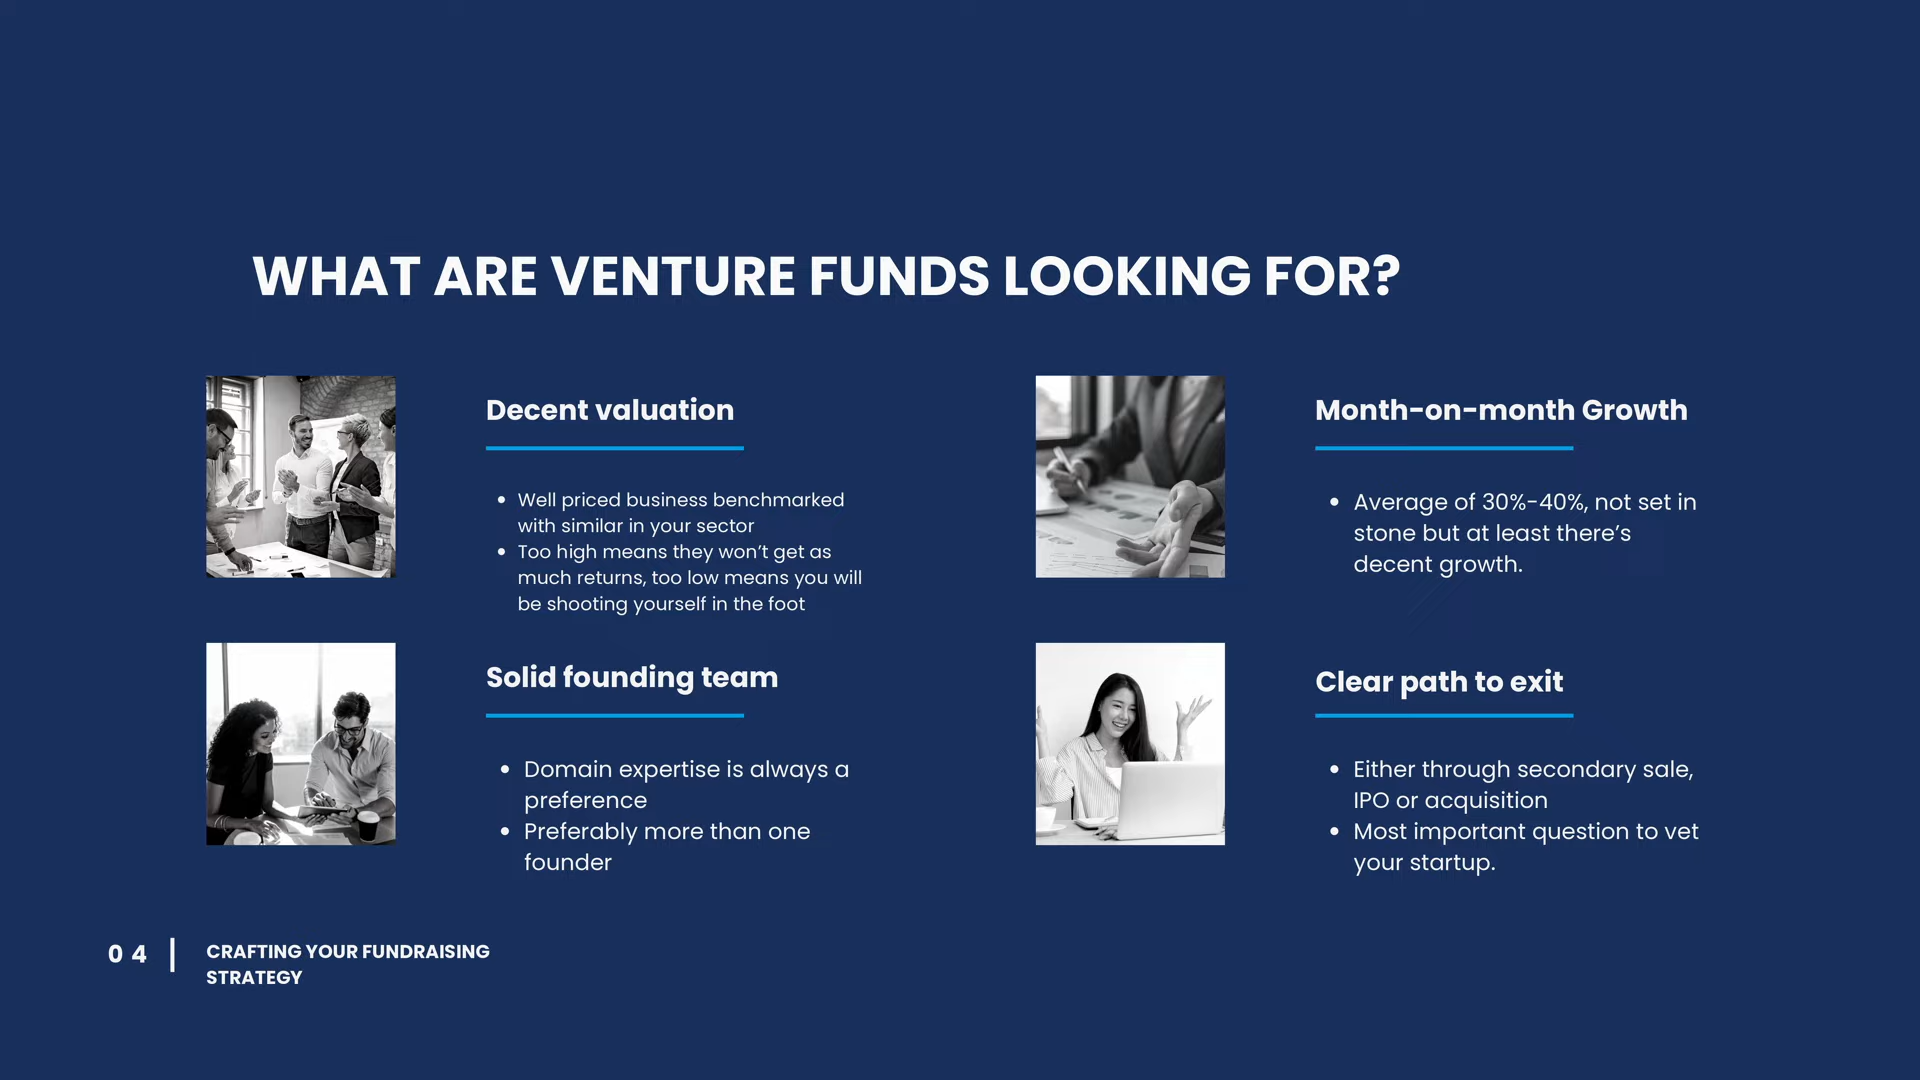 WHAT ARE VENTURE FUNDS LOOKING FOR?
Decent valuation
• Well priced business benchmarked
with similar in your sector
• Too high means they won't get as
much returns, too low means you will
be shooting yourself in the foot
Month-on-month Growth
• Average of 30%-40%, not set in
stone but at least there's
decent growth.
Solid founding team
• Domain expertise is always a
preference
• Preferably more than one
founder
Clear path to exit
• Either through secondary sale,
IPO or acquisition
• Most important question to vet
your startup.
04
CRAFTING YOUR FUNDRAISING
STRATEGY